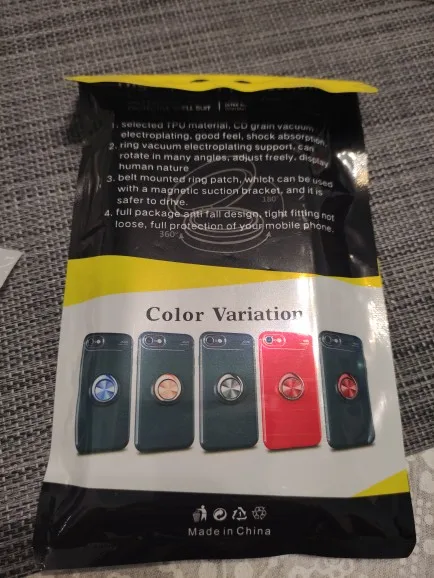 1. selected TPU material, CD grain vacuum
electroplating, good feel, shock absorption.
2. ring vacuum electroplating support, can
rotate in many angles, adjust freely, display
human nature
3. belt mounted ring patch, which can be used
with a magnetic suction bracket, and it is
safer to drive.
180°
4. full package anti fall design, tight fitting not
loose, full protection of your mobile phone.
360°
Color Variation
Made in China